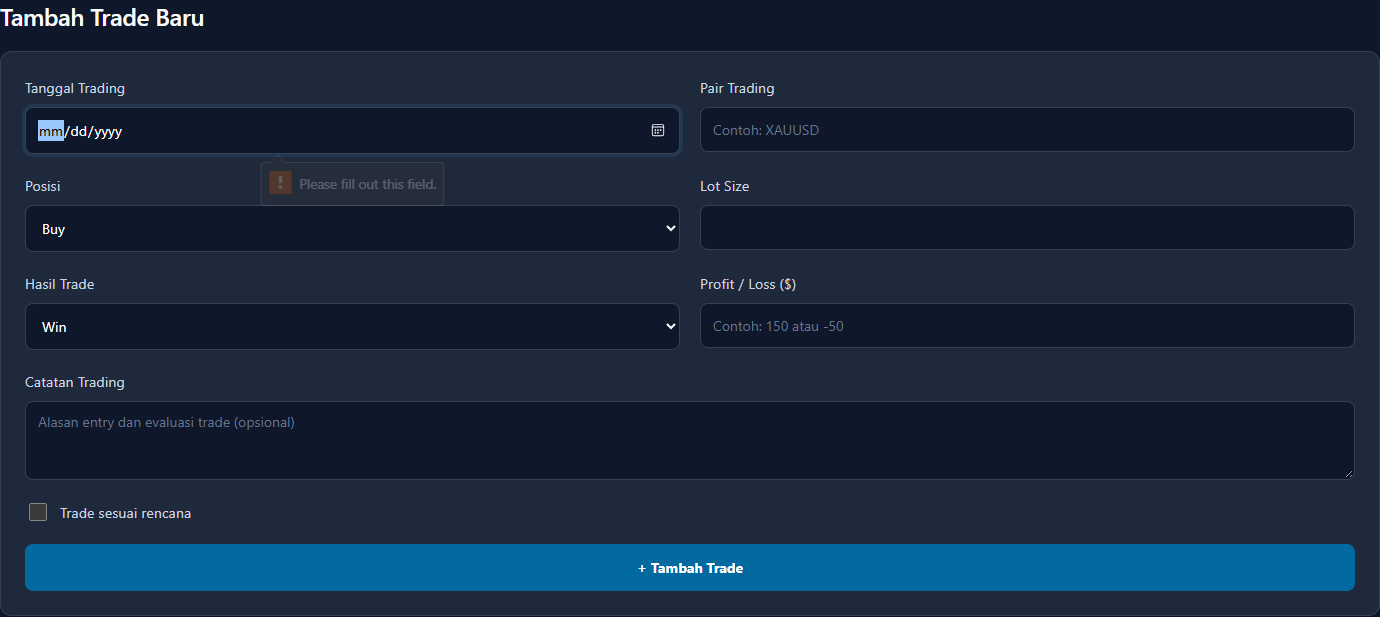 Tambah Trade Baru
Tanggal Trading
Pair Trading
mm/dd/yyyy
Contoh: XAUUSD
! Please fill out this field.
Posisi
Lot Size
Buy
Hasil Trade
Profit / Loss ($)
Win
Contoh: 150 atau -50
Catatan Trading
Alasan entry dan evaluasi trade (opsional)
Trade sesuai rencana
+ Tambah Trade